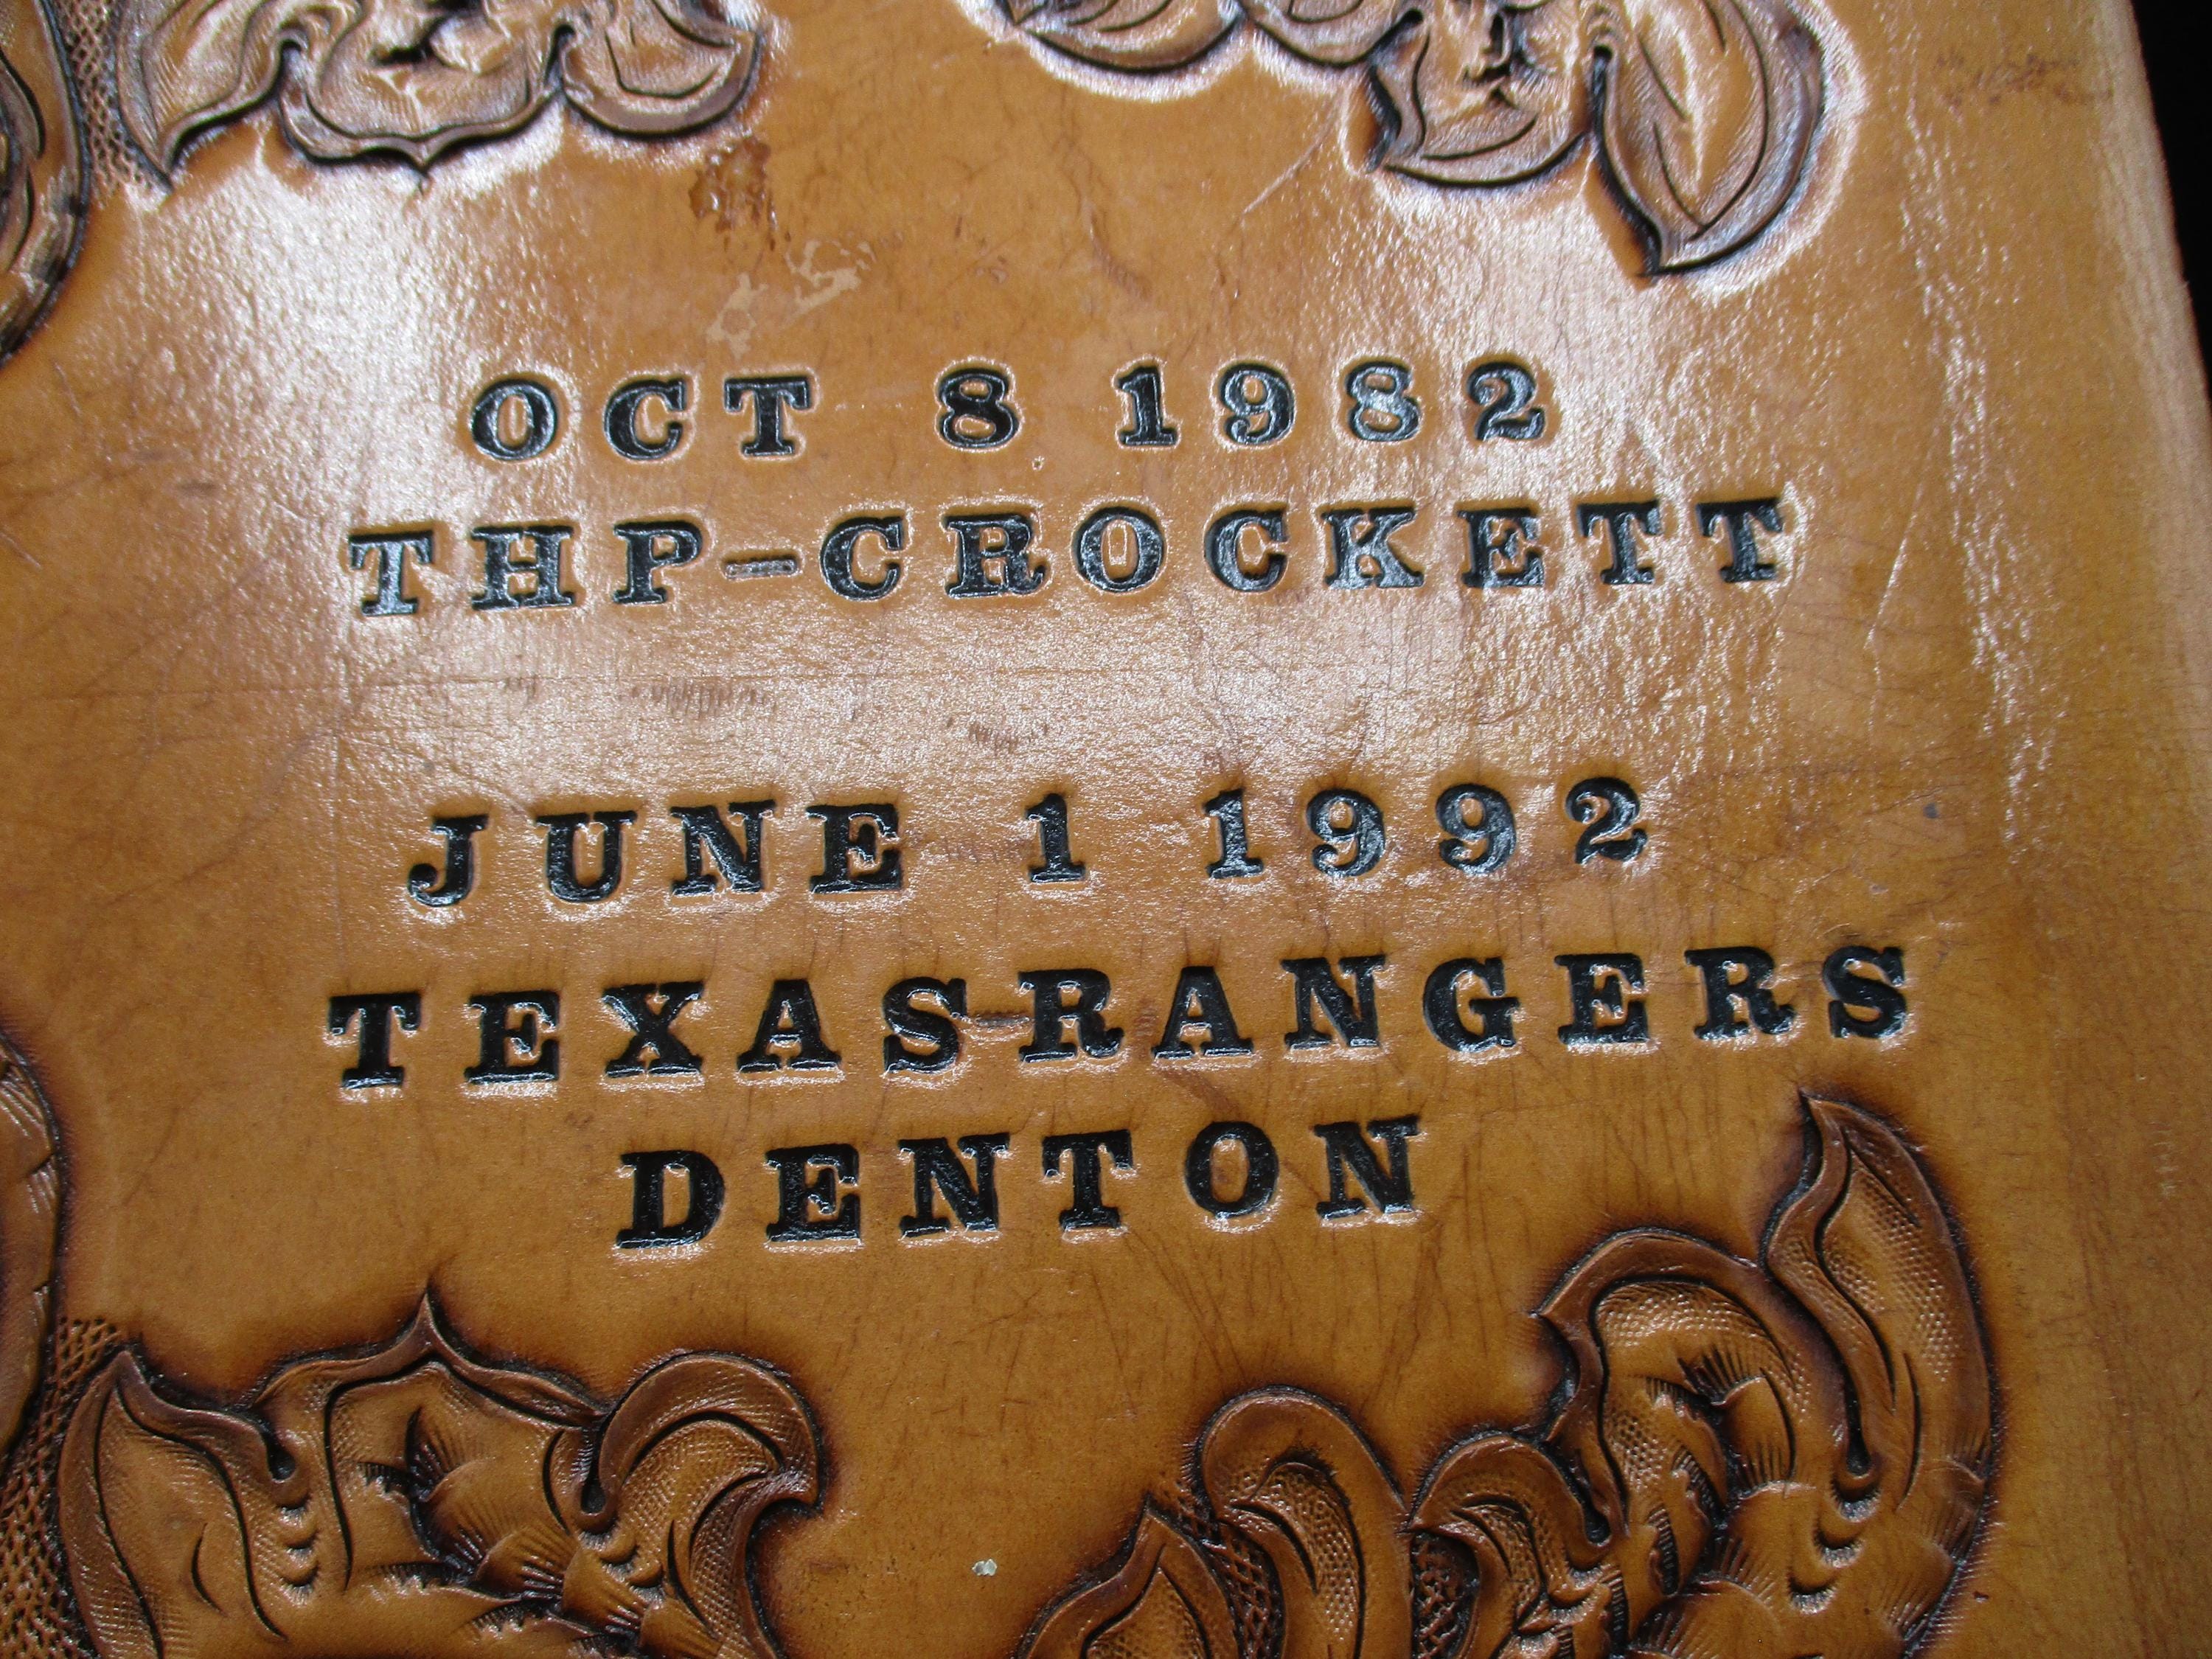 OCT 8 1982
THP-CROCKETT
JUNE 1 1992
TEXAS-RANGERS
DENTON